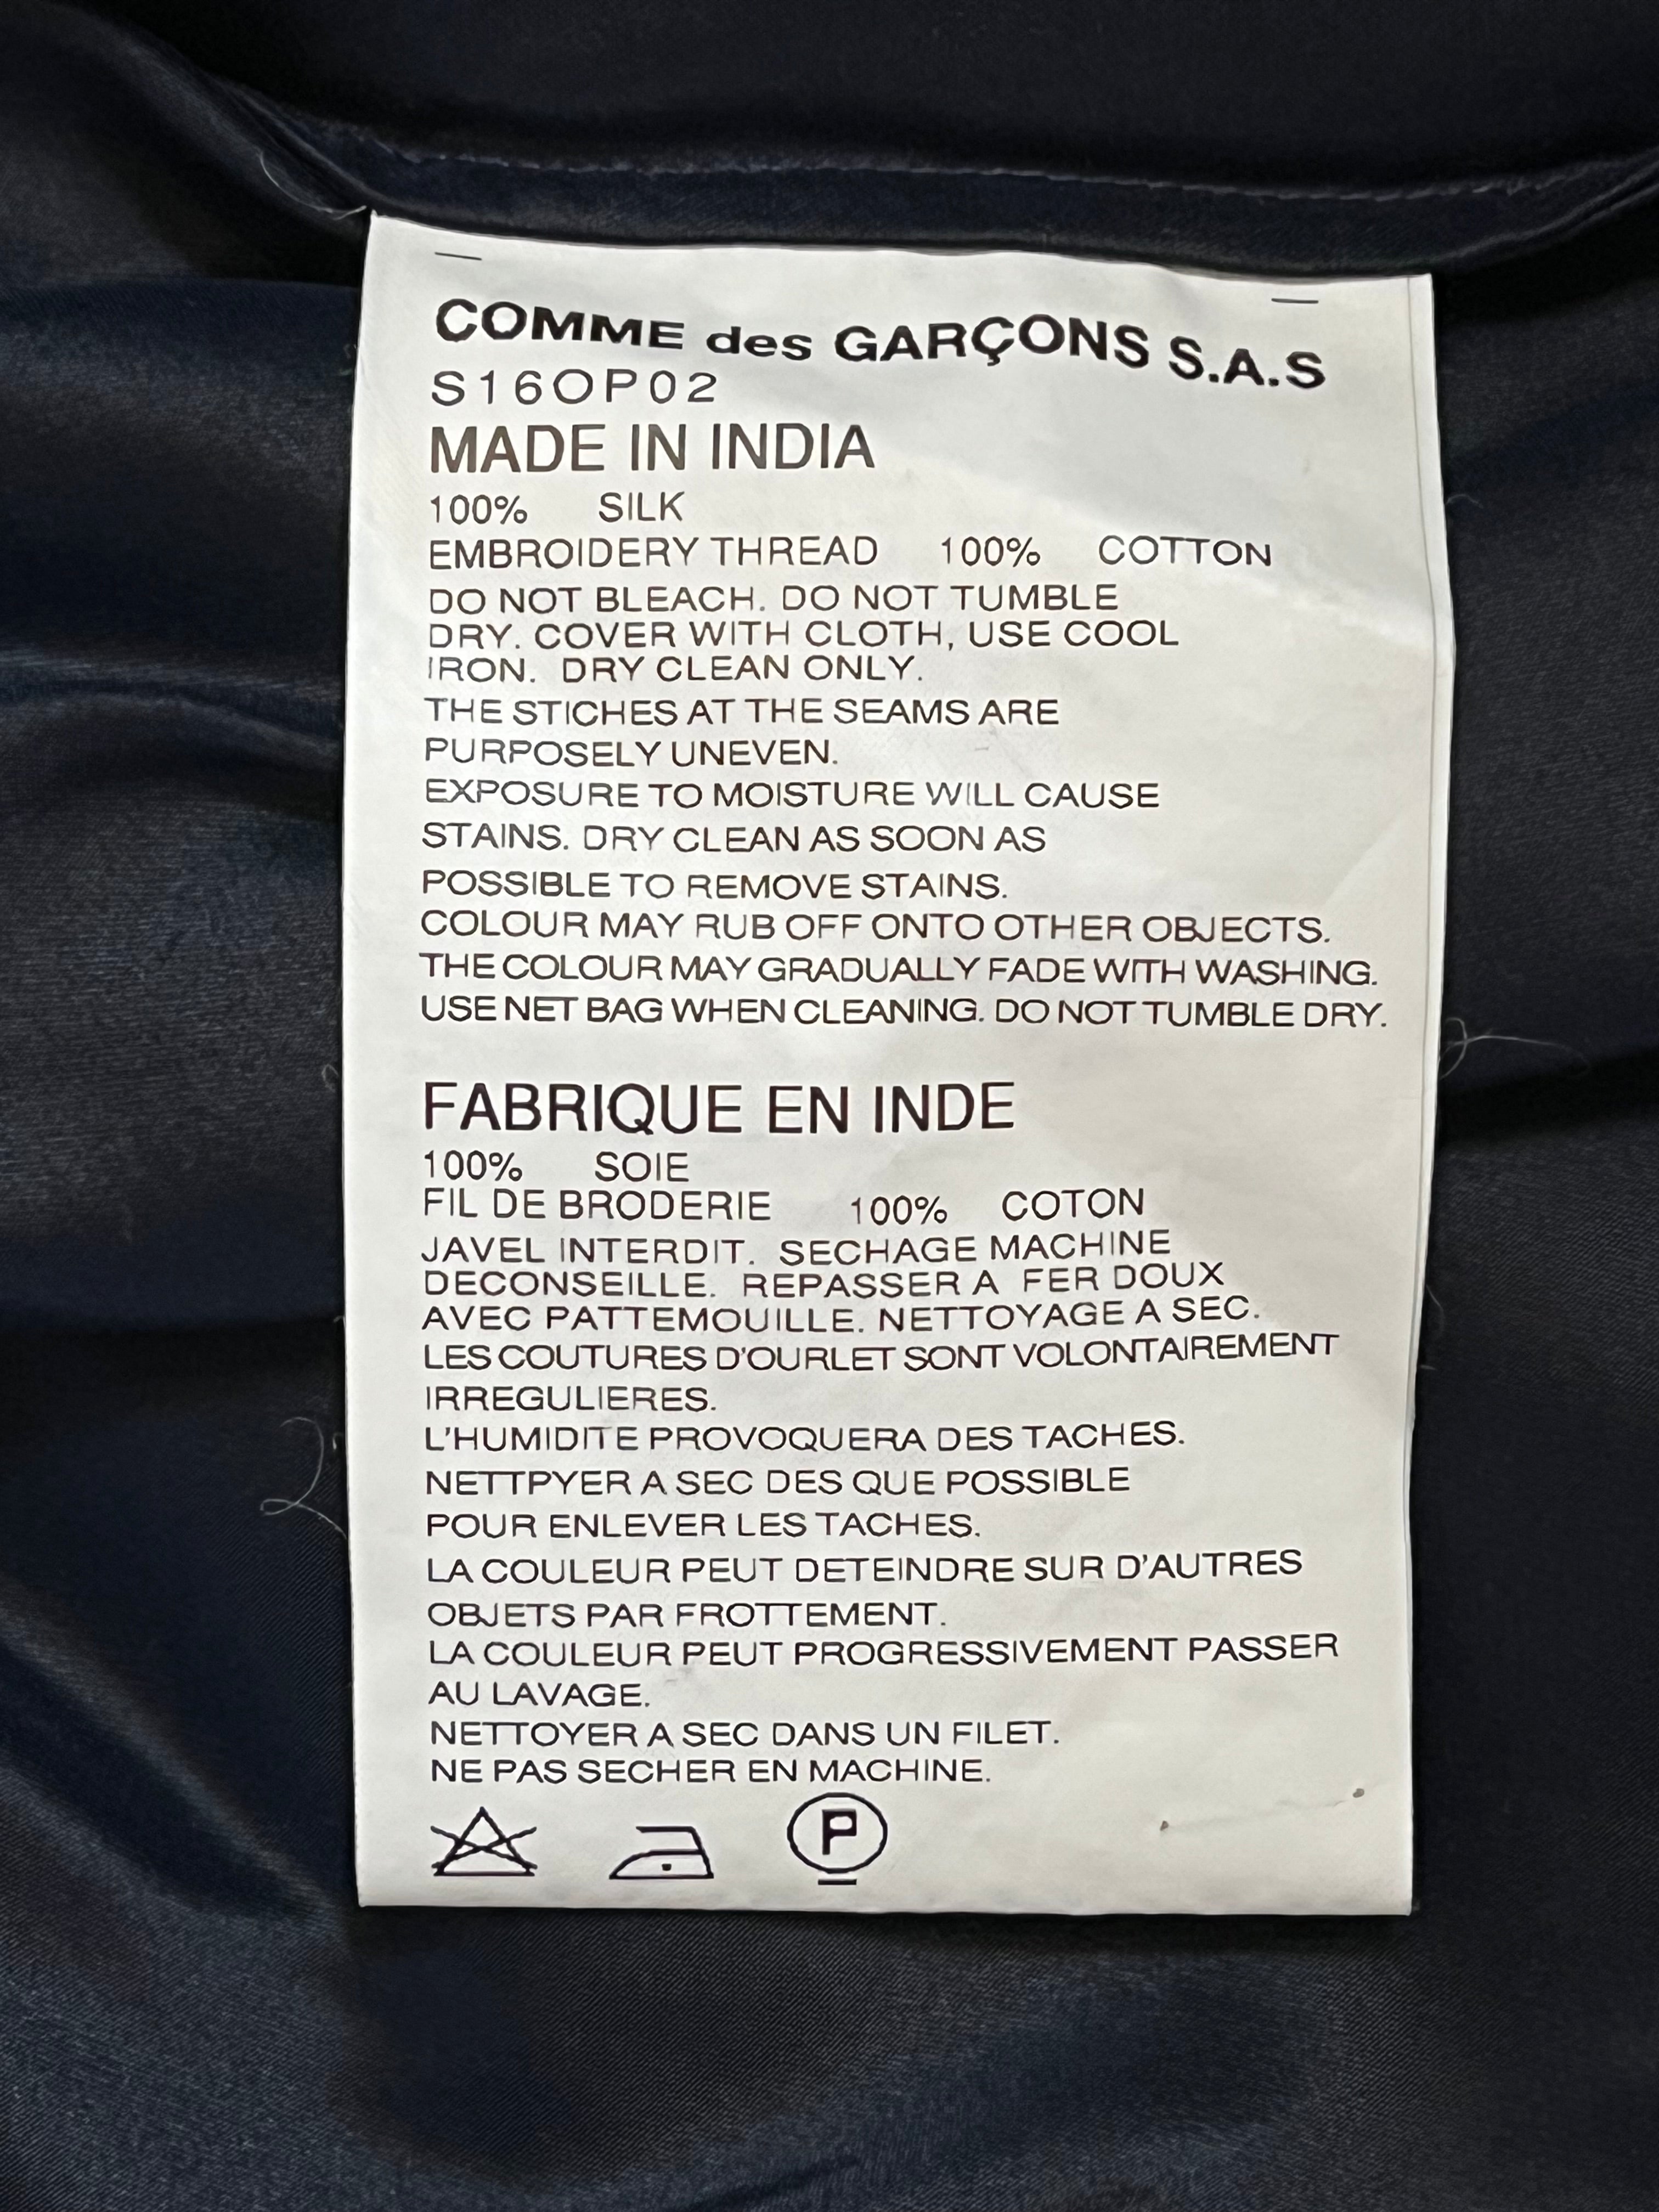 COMME des GARÇONS S.A.S
S16OP02
MADE IN INDIA
100% SILK
EMBROIDERY THREAD 100% COTTON
DO NOT BLEACH. DO NOT TUMBLE
DRY. COVER WITH CLOTH, USE COOL
IRON. DRY CLEAN ONLY.
THE STICHES AT THE SEAMS ARE
PURPOSELY UNEVEN.
EXPOSURE TO MOISTURE WILL CAUSE
STAINS. DRY CLEAN AS SOON AS
POSSIBLE TO REMOVE STAINS.
COLOUR MAY RUB OFF ONTO OTHER OBJECTS.
THE COLOUR MAY GRADUALLY FADE WITH WASHING.
USE NET BAG WHEN CLEANING. DO NOT TUMBLE DRY.
FABRIQUE EN INDE
100% SOIE
FIL DE BRODERIE 100% COTON
JAVEL INTERDIT. SECHAGE MACHINE
DECONSEILLE. REPASSER A FER DOUX
AVEC PATTEMOUILLE. NETTOYAGE A SEC.
LES COUTURES D'OURLET SONT VOLONTAIREMENT
IRREGULIERES.
L'HUMIDITE PROVOQUERA DES TACHES.
NETTPYER A SEC DES QUE POSSIBLE
POUR ENLEVER LES TACHES.
LA COULEUR PEUT DETEINDRE SUR D'AUTRES
OBJETS PAR FROTTEMENT.
LA COULEUR PEUT PROGRESSIVEMENT PASSER
AU LAVAGE.
NETTOYER A SEC DANS UN FILET.
NE PAS SECHER EN MACHINE.
P